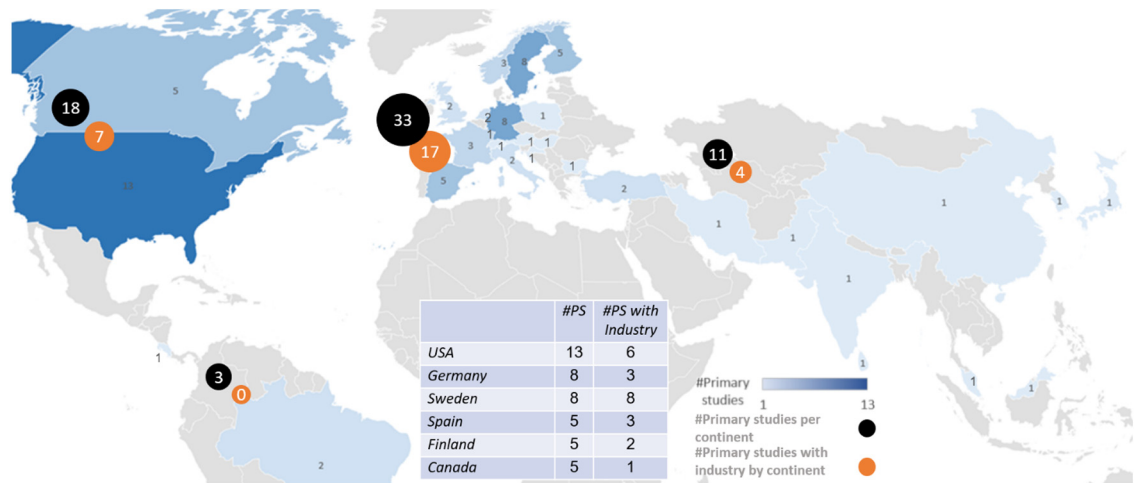 5
18
7
3
8
5
2
33
2
8
1
1
17
3
1
1
1
1
2
1
5
2
11
4
1
1
1
1
1
1
1
1
1
1
3
0
2
#PS #PS with
Industry
USA 13 6
Germany 8 3
Sweden 8 8
Spain 5 3
Finland 5 2
Canada 5 1
#Primary
studies
1 13
#Primary studies per
continent
#Primary studies with
industry by continent